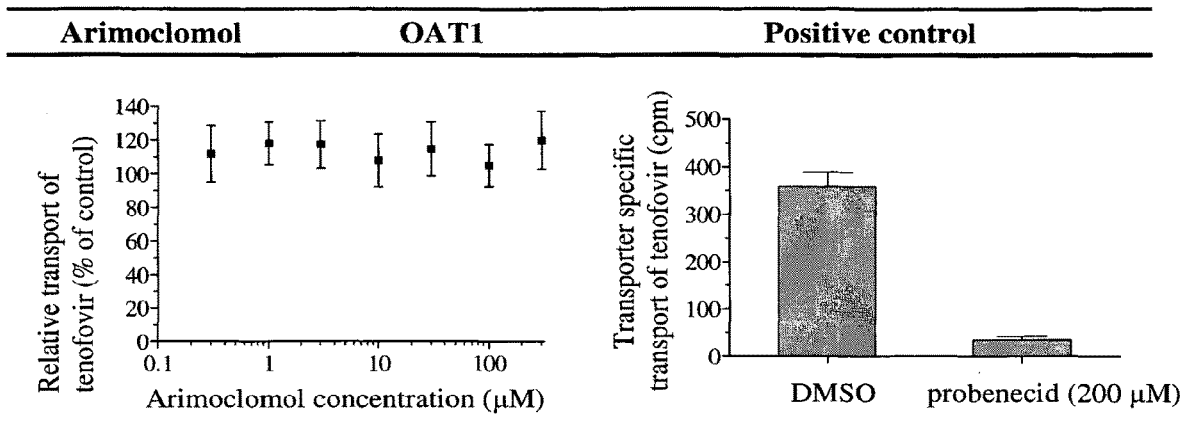 Arimoclomol OAT1 Positive control
Relative transport of
tenofovir (% of control)
140
120
100
80
60
40
20
0
0.1 1 10 100
Arimoclomol concentration (μM)
Transporter specific
transport of tenofovir (cpm)
500
400
300
200
100
0
DMSO probenecid (200 μM)